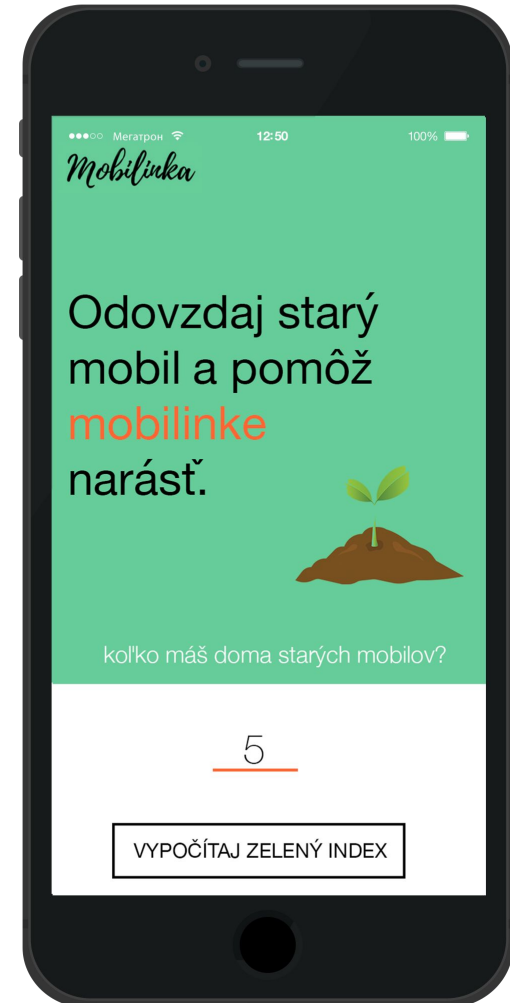 Мегатрон 12:50 100%
Mobilinka
Odovzdaj starý
mobil a pomôž
mobilinke
narásť.
koľko máš doma starých mobilov?
5
VYPOČÍTAJ ZELENÝ INDEX